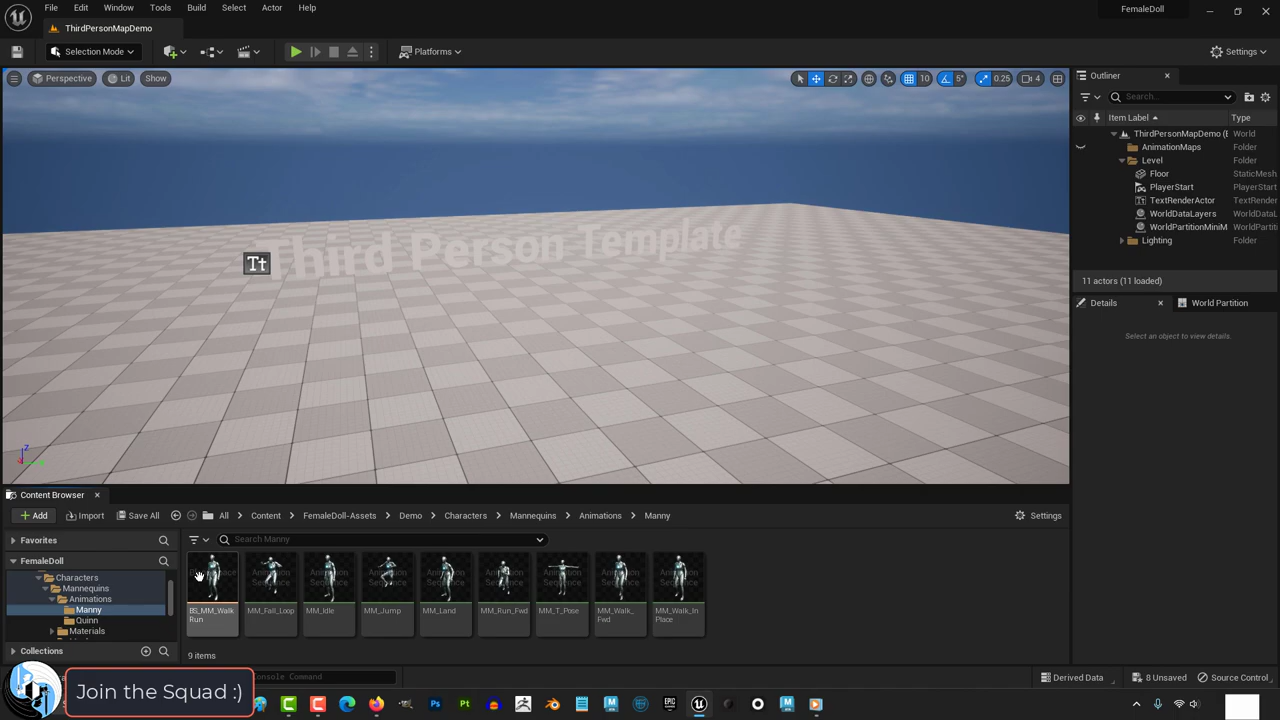 File Edit Window Tools Build Select Actor Help
FemaleDoll
ThirdPersonMapDemo
Selection Mode
Platforms
Settings
Perspective
Lit
Show
10
5°
0.25
4
Third Person Template
Tt
Outliner
Search...
Item Label
Type
ThirdPersonMapDemo (E
World
AnimationMaps
Folder
Level
Folder
Floor
StaticMesh
PlayerStart
PlayerStart
TextRenderActor
TextRender
WorldDataLayers
WorldData
WorldPartitionMiniM
WorldPartiti
Lighting
Folder
11 actors (11 loaded)
Details
World Partition
Select an object to view details.
Content Browser
Add
Import
Save All
All
Content
FemaleDoll-Assets
Demo
Characters
Mannequins
Animations
Manny
Settings
Favorites
Search Manny
FemaleDoll
Characters
Mannequins
Animations
Manny
Quinn
Materials
Collections
Animation Sequence
Animation Sequence
Animation Sequence
Animation Sequence
Animation Sequence
Animation Sequence
Animation Sequence
Animation Sequence
BS_MM_Walk
Run
MM_Fall_Loop
MM_Idle
MM_Jump
MM_Land
MM_Run_Fwd
MM_T_Pose
MM_Walk_
Fwd
MM_Walk_In
Place
9 items
Console Command
Derived Data
8 Unsaved
Source Control
Join the Squad :)